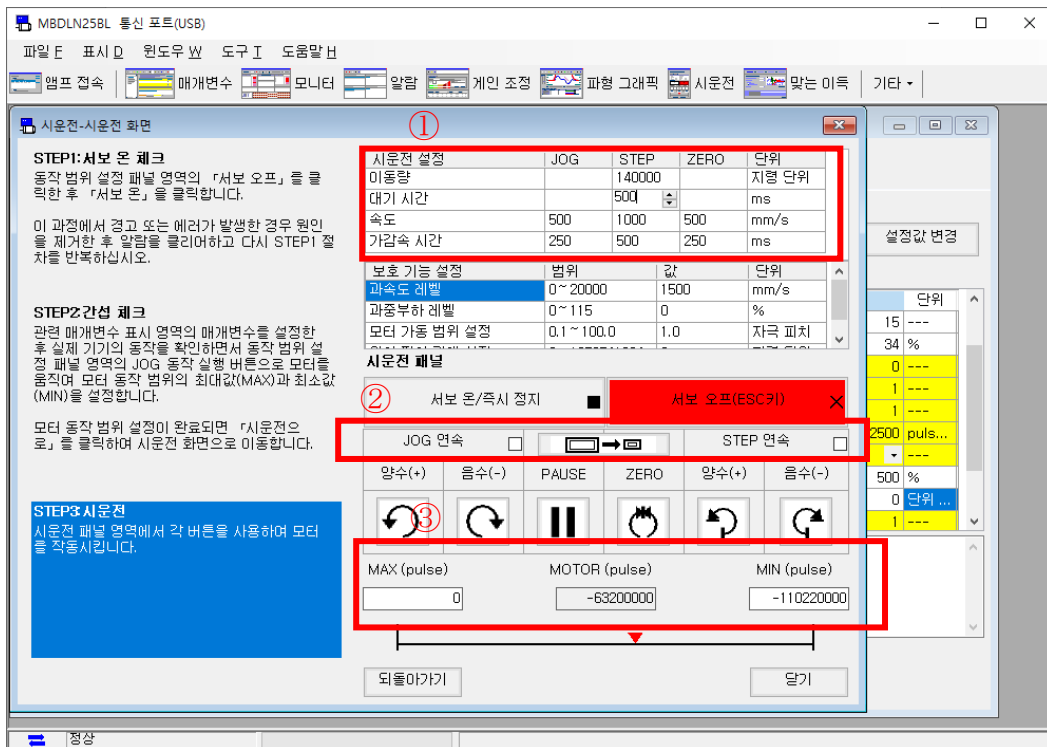 MBDLN25BL 통신 포트(USB)
파일 F 표시 D 윈도우 W 도구 T 도움말 H
앰프 접속 매개변수 모니터 알람 게인 조정 파형 그래픽 시운전 맞는 이득 기타
시운전-시운전 화면
①
STEP1:서보 온 체크
동작 범위 설정 패널 영역의 「서보 오프」를 클
릭한 후 「서보 온」을 클릭합니다.
이 과정에서 경고 또는 에러가 발생한 경우 원인
을 제거한 후 알람을 클리어하고 다시 STEP1 절
차를 반복하십시오.
STEP2:간섭 체크
관련 매개변수 표시 영역의 매개변수를 설정한
후 실제 기기의 동작을 확인하면서 동작 범위 설
정 패널 영역의 JOG 동작 실행 버튼으로 모터를
움직여 모터 동작 범위의 최대값(MAX)과 최소값
(MIN)을 설정합니다.
모터 동작 범위 설정이 완료되면 「시운전으
로」를 클릭하여 시운전 화면으로 이동합니다.
STEP3:시운전
시운전 패널 영역에서 각 버튼을 사용하여 모터
를 작동시킵니다.
시운전 설정 JOG STEP ZERO 단위
이동량 140000 지령 단위
대기 시간 500 ms
속도 500 1000 500 mm/s
가감속 시간 250 500 250 ms
보호 기능 설정 범위 값 단위
과속도 레벨 0~20000 1500 mm/s
과중부하 레벨 0~115 0 %
모터 가동 범위 설정 0.1~100.0 1.0 자극 피치
시운전 패널
②
서보 온/즉시 정지 ■ 서보 오프(ESC키) ×
JOG 연속 STEP 연속
양수(+) 음수(-) PAUSE ZERO 양수(+) 음수(-)
③
MAX (pulse) MOTOR (pulse) MIN (pulse)
0 -63200000 -110220000
되돌아가기 닫기
설정값 변경
단위
15 ---
34 %
0 ---
1 ---
1 ---
2500 puls...
---
500 %
0 단위 ...
1 ---
정상